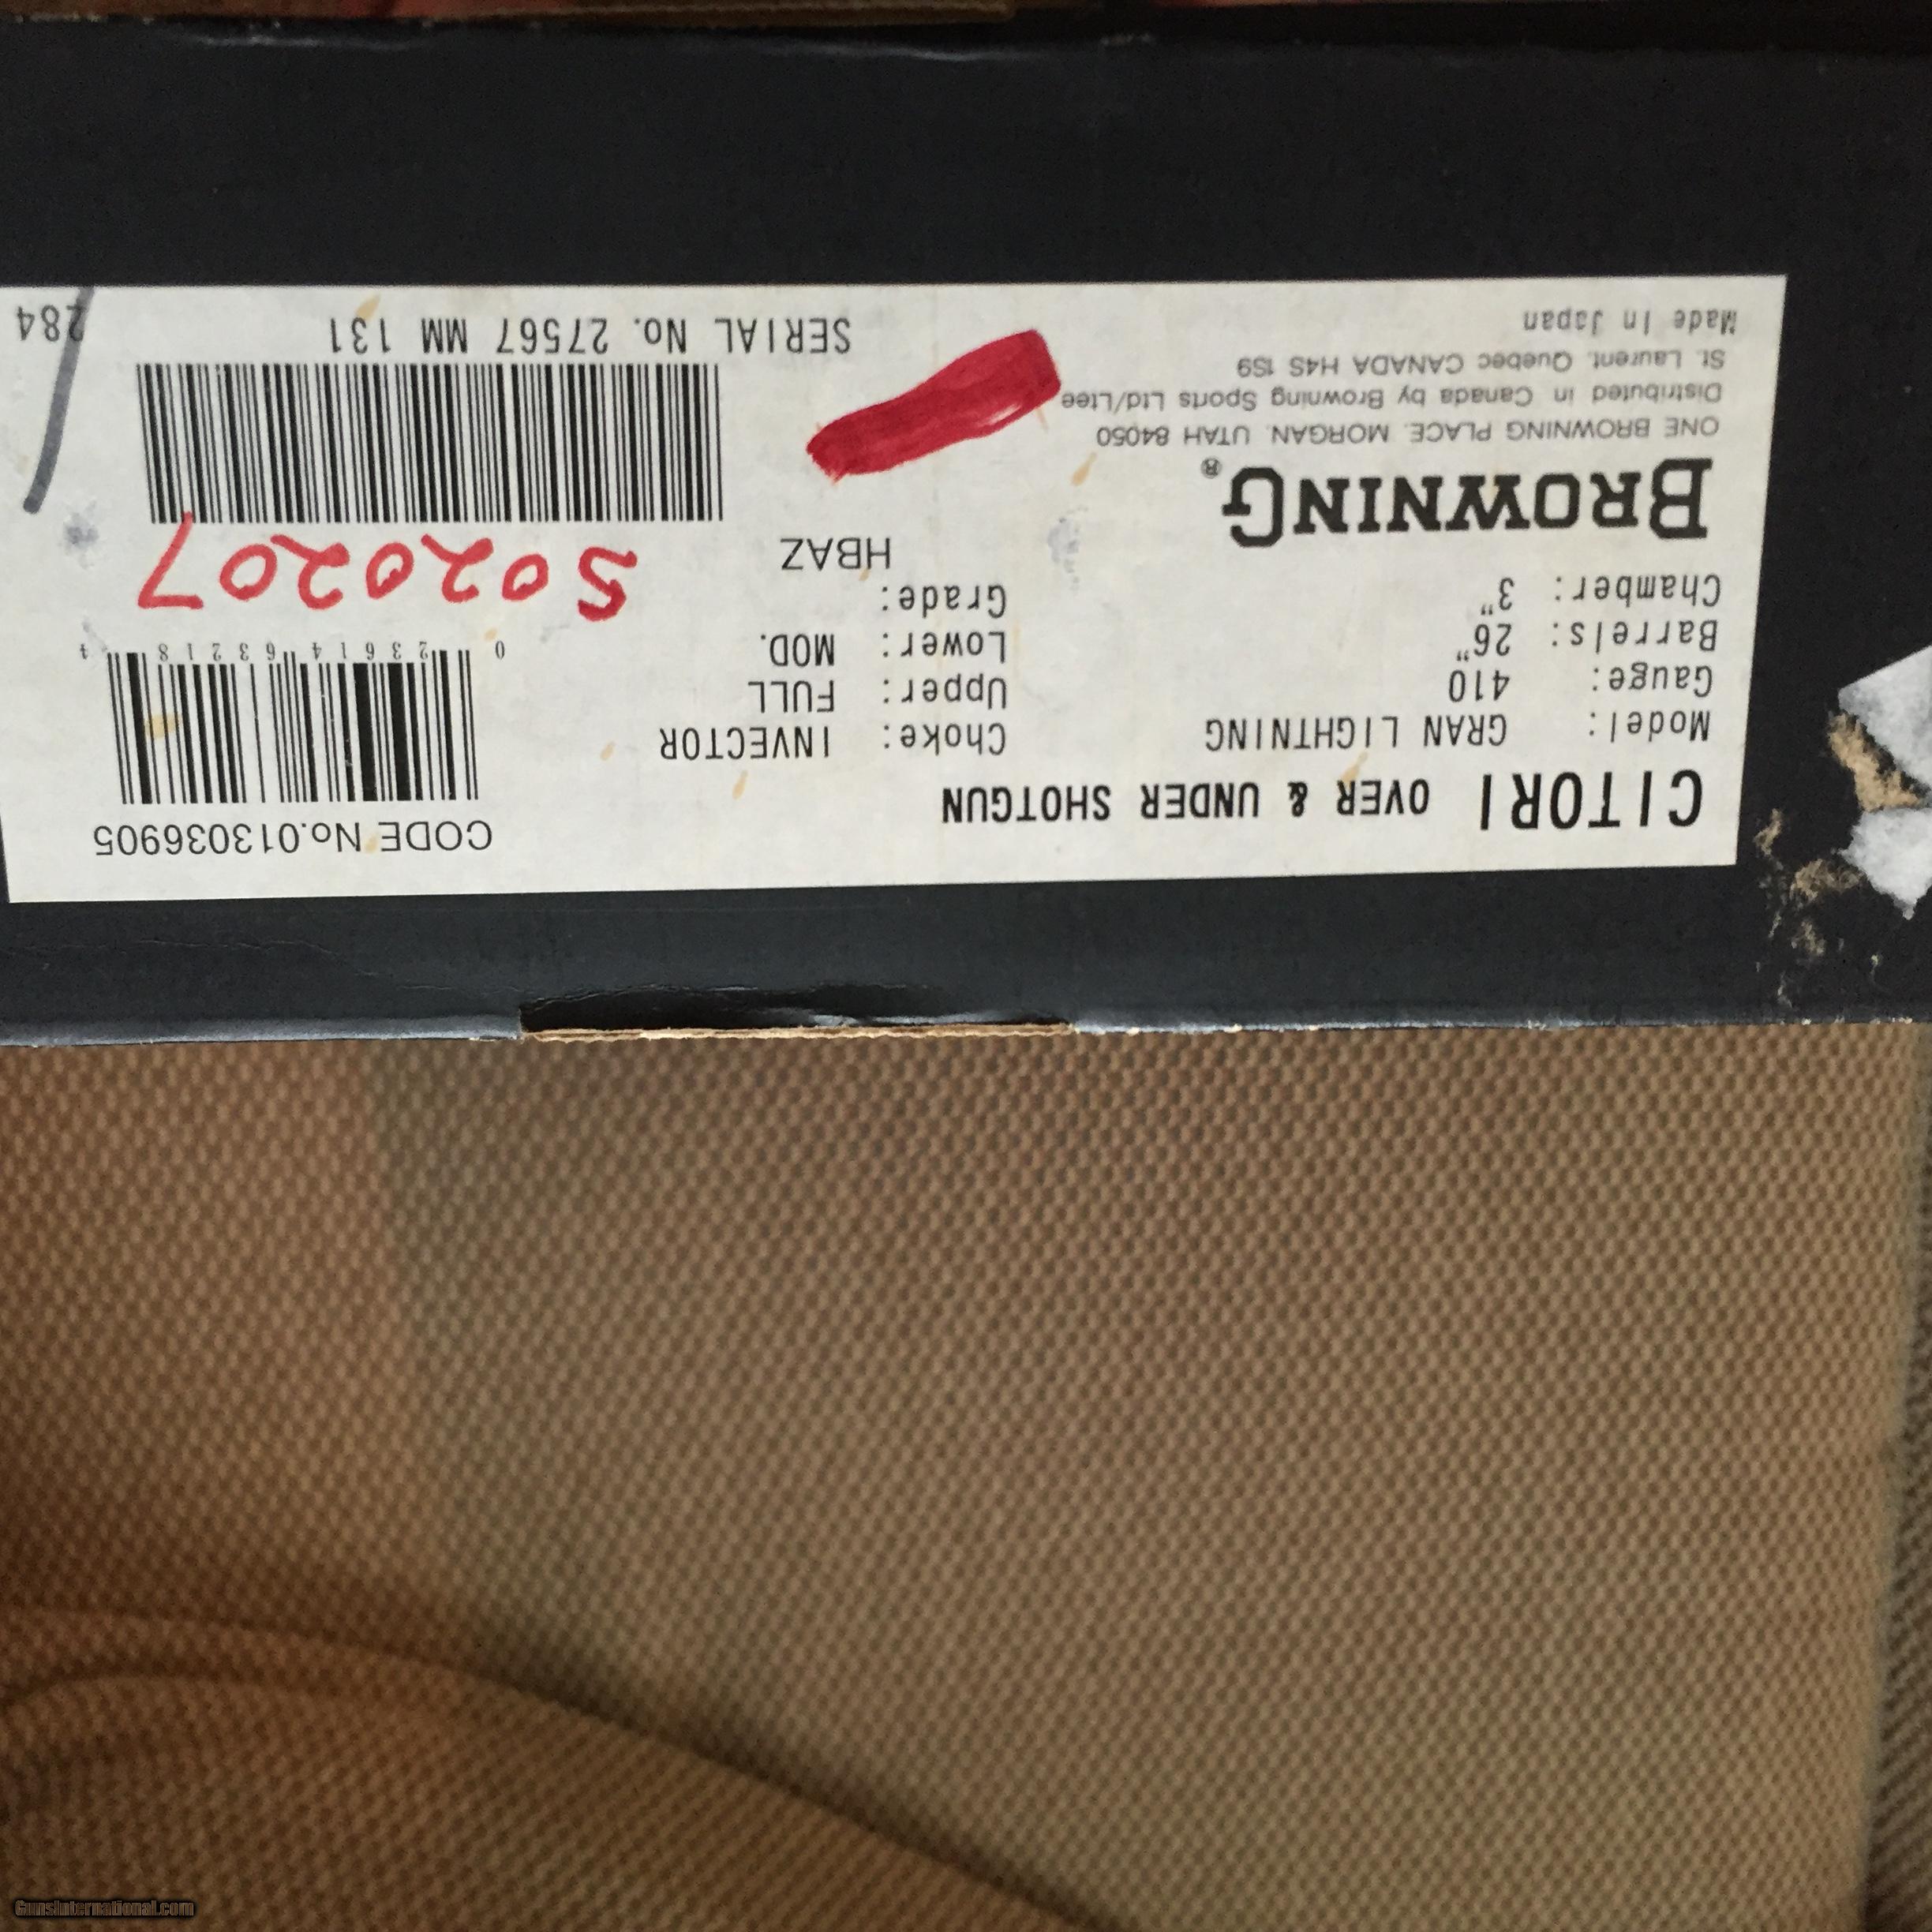 CITORI OVER & UNDER SHOTGUN
CODE No.013036905
Model: GRAN LIGHTNING
Gauge: 410
Barrels: 26"
Chamber: 3"
Choke: INVECTOR
Upper: FULL
Lower: MOD.
Grade:
HBAZ
0 23614 63218 4
5020207
BROWNING®
ONE BROWNING PLACE, MORGAN, UTAH 84050
Distributed in Canada by Browning Sports Ltd/Ltee
St. Laurent, Quebec CANADA H4S 1S9
Made In Japan
SERIAL No. 27567 MM 131
284
GunsInternational.com